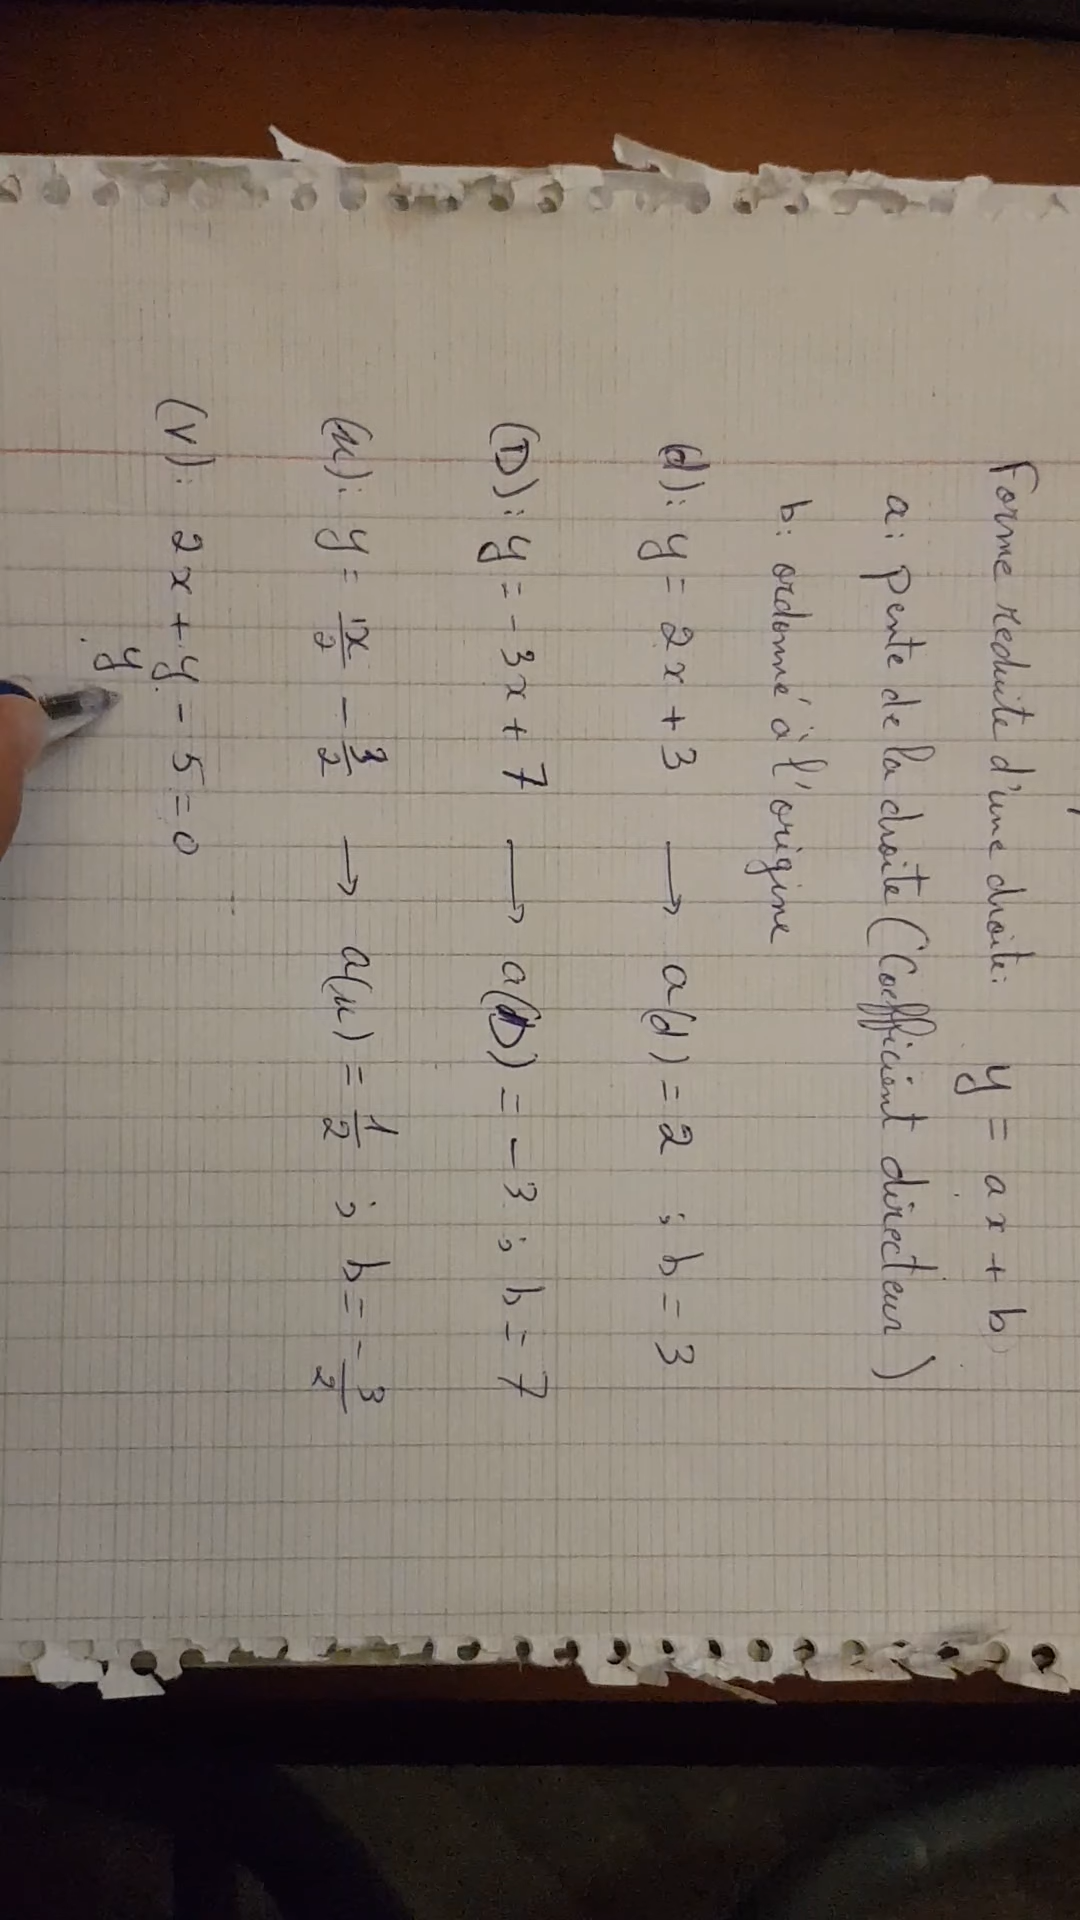 Forme reduite d'une droite: y = ax + b
a: pente de la droite (Coefficient directeur)
b: ordonné à l'origine
(d): y = 2x + 3 → a(d) = 2 ; b = 3
(D): y = -3x + 7 → a(D) = -3 ; b = 7
(u): y = 1x/2 - 3/2 → a(u) = 1/2 ; b = -3/2
(v): 2x + y - 5 = 0
y